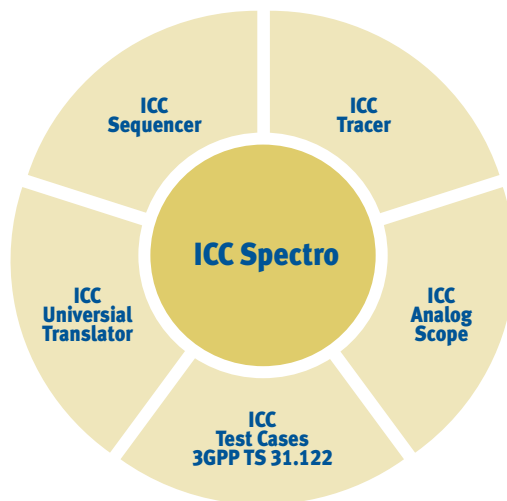 ICC
Sequencer
ICC
Tracer
ICC Spectro
ICC
Universial
Translator
ICC
Analog
Scope
ICC
Test Cases
3GPP TS 31.122